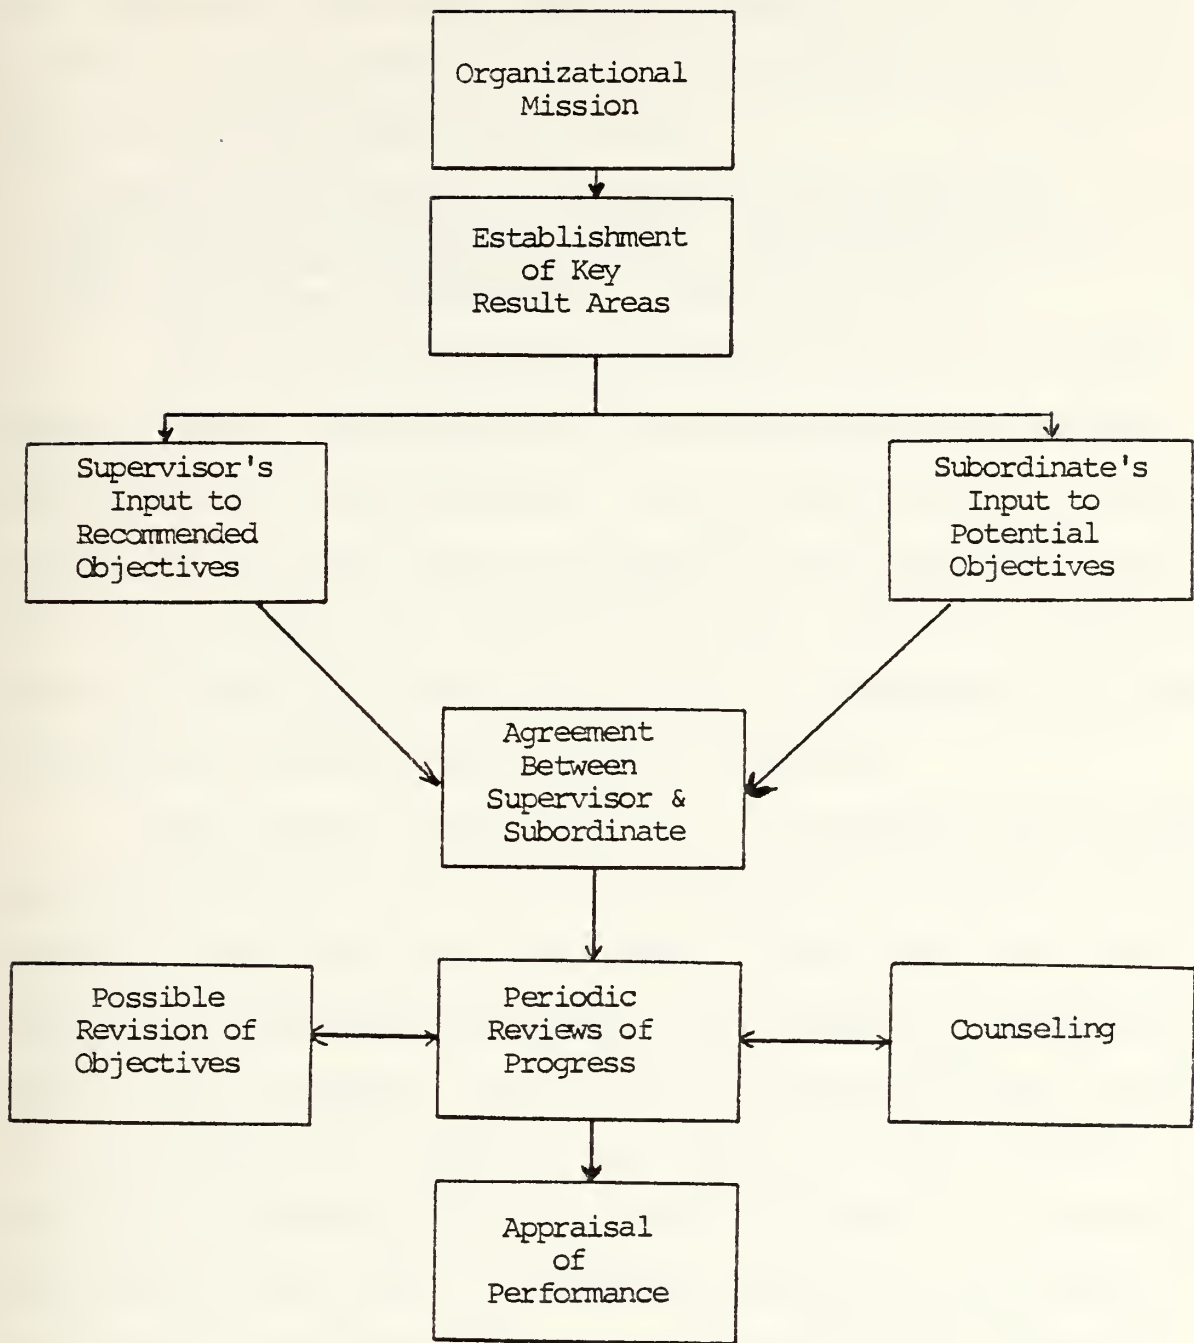 Organizational
Mission
Establishment
of Key
Result Areas
Supervisor's
Input to
Recommended
Objectives
Subordinate's
Input to
Potential
Objectives
Agreement
Between
Supervisor &
Subordinate
Possible
Revision of
Objectives
Periodic
Reviews of
Progress
Counseling
Appraisal
of
Performance